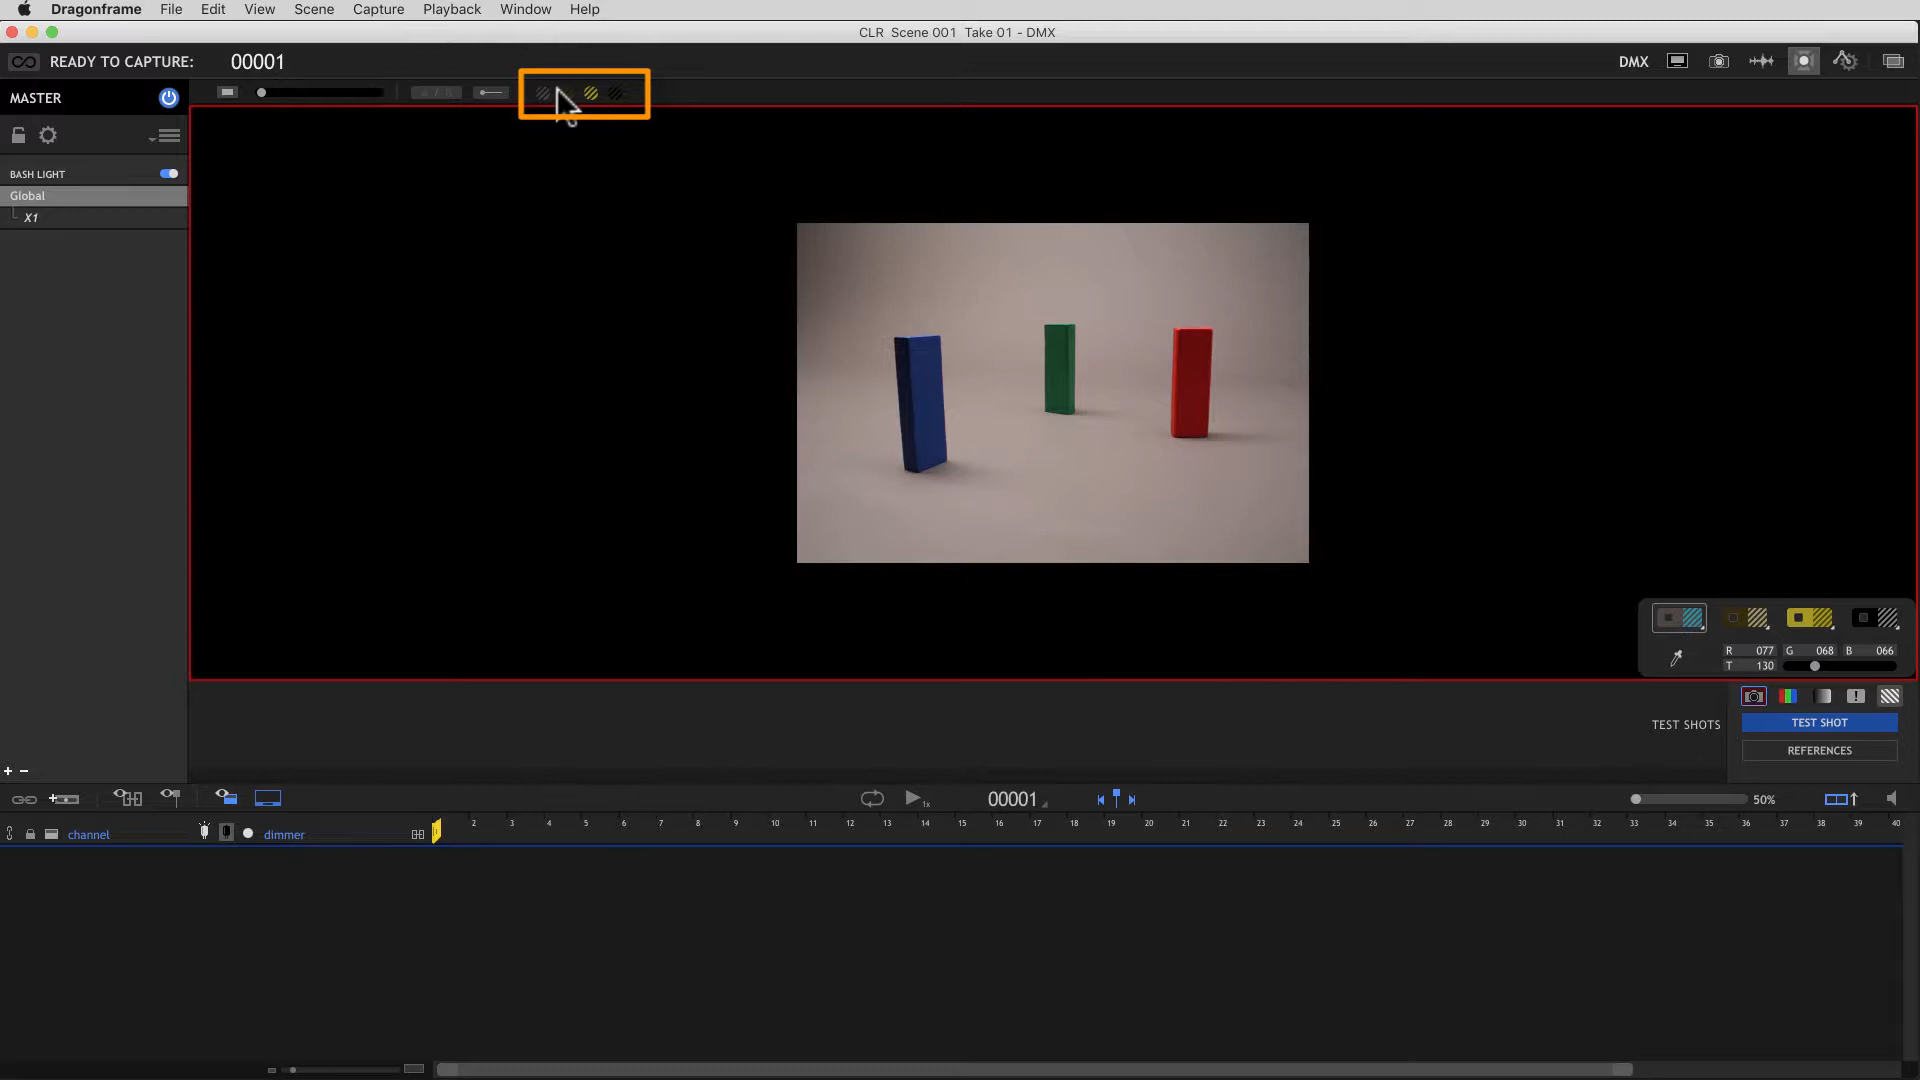 Dragonframe File Edit View Scene Capture Playback Window Help
CLR Scene 001 Take 01 - DMX
READY TO CAPTURE: 00001
DMX
MASTER
BASH LIGHT
Global
X1
R 077 G 068 B 066
T 130
TEST SHOTS
TEST SHOT
REFERENCES
1x
00001
50%
channel
dimmer
2 3 4 5 6 7 8 9 10 11 12 13 14 15 16 17 18 19 20 21 22 23 24 25 26 27 28 29 30 31 32 33 34 35 36 37 38 39 40